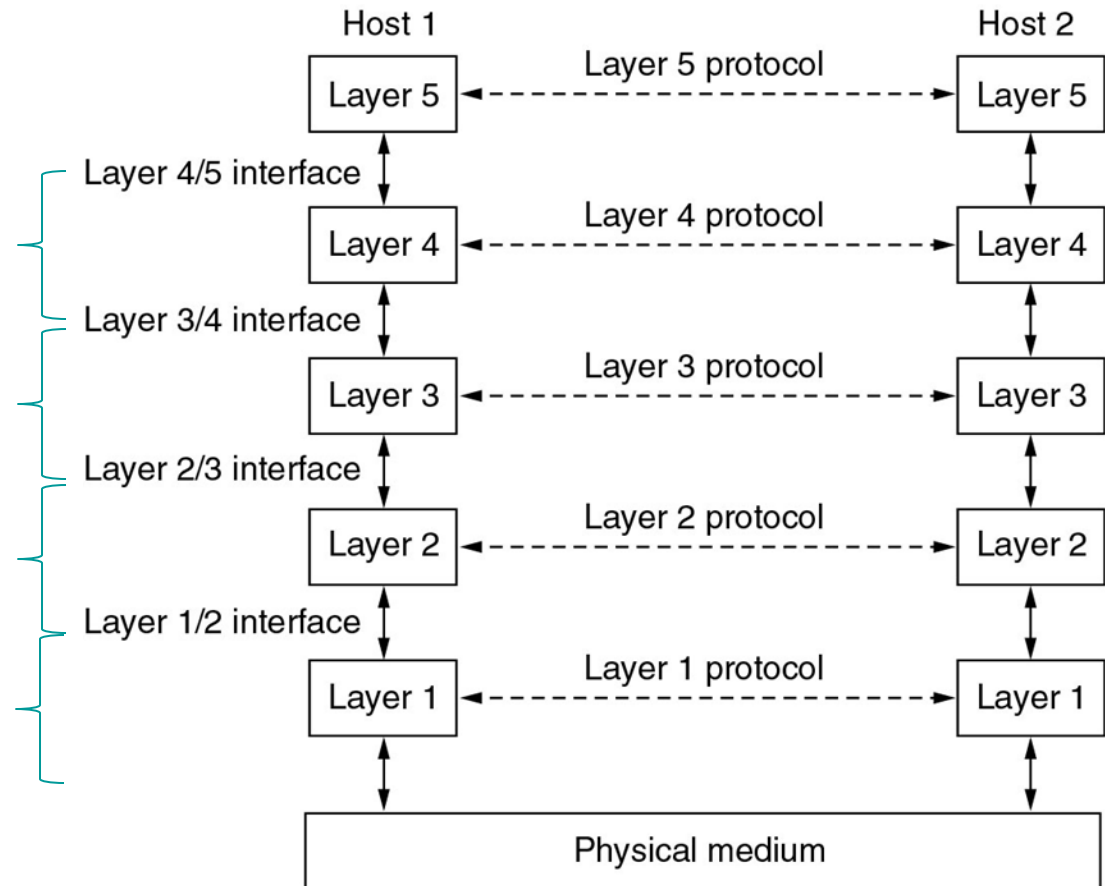 Host 1
Host 2
Layer 5 protocol
Layer 5
Layer 5
Layer 4/5 interface
Layer 4 protocol
Layer 4
Layer 4
Layer 3/4 interface
Layer 3 protocol
Layer 3
Layer 3
Layer 2/3 interface
Layer 2 protocol
Layer 2
Layer 2
Layer 1/2 interface
Layer 1 protocol
Layer 1
Layer 1
Physical medium